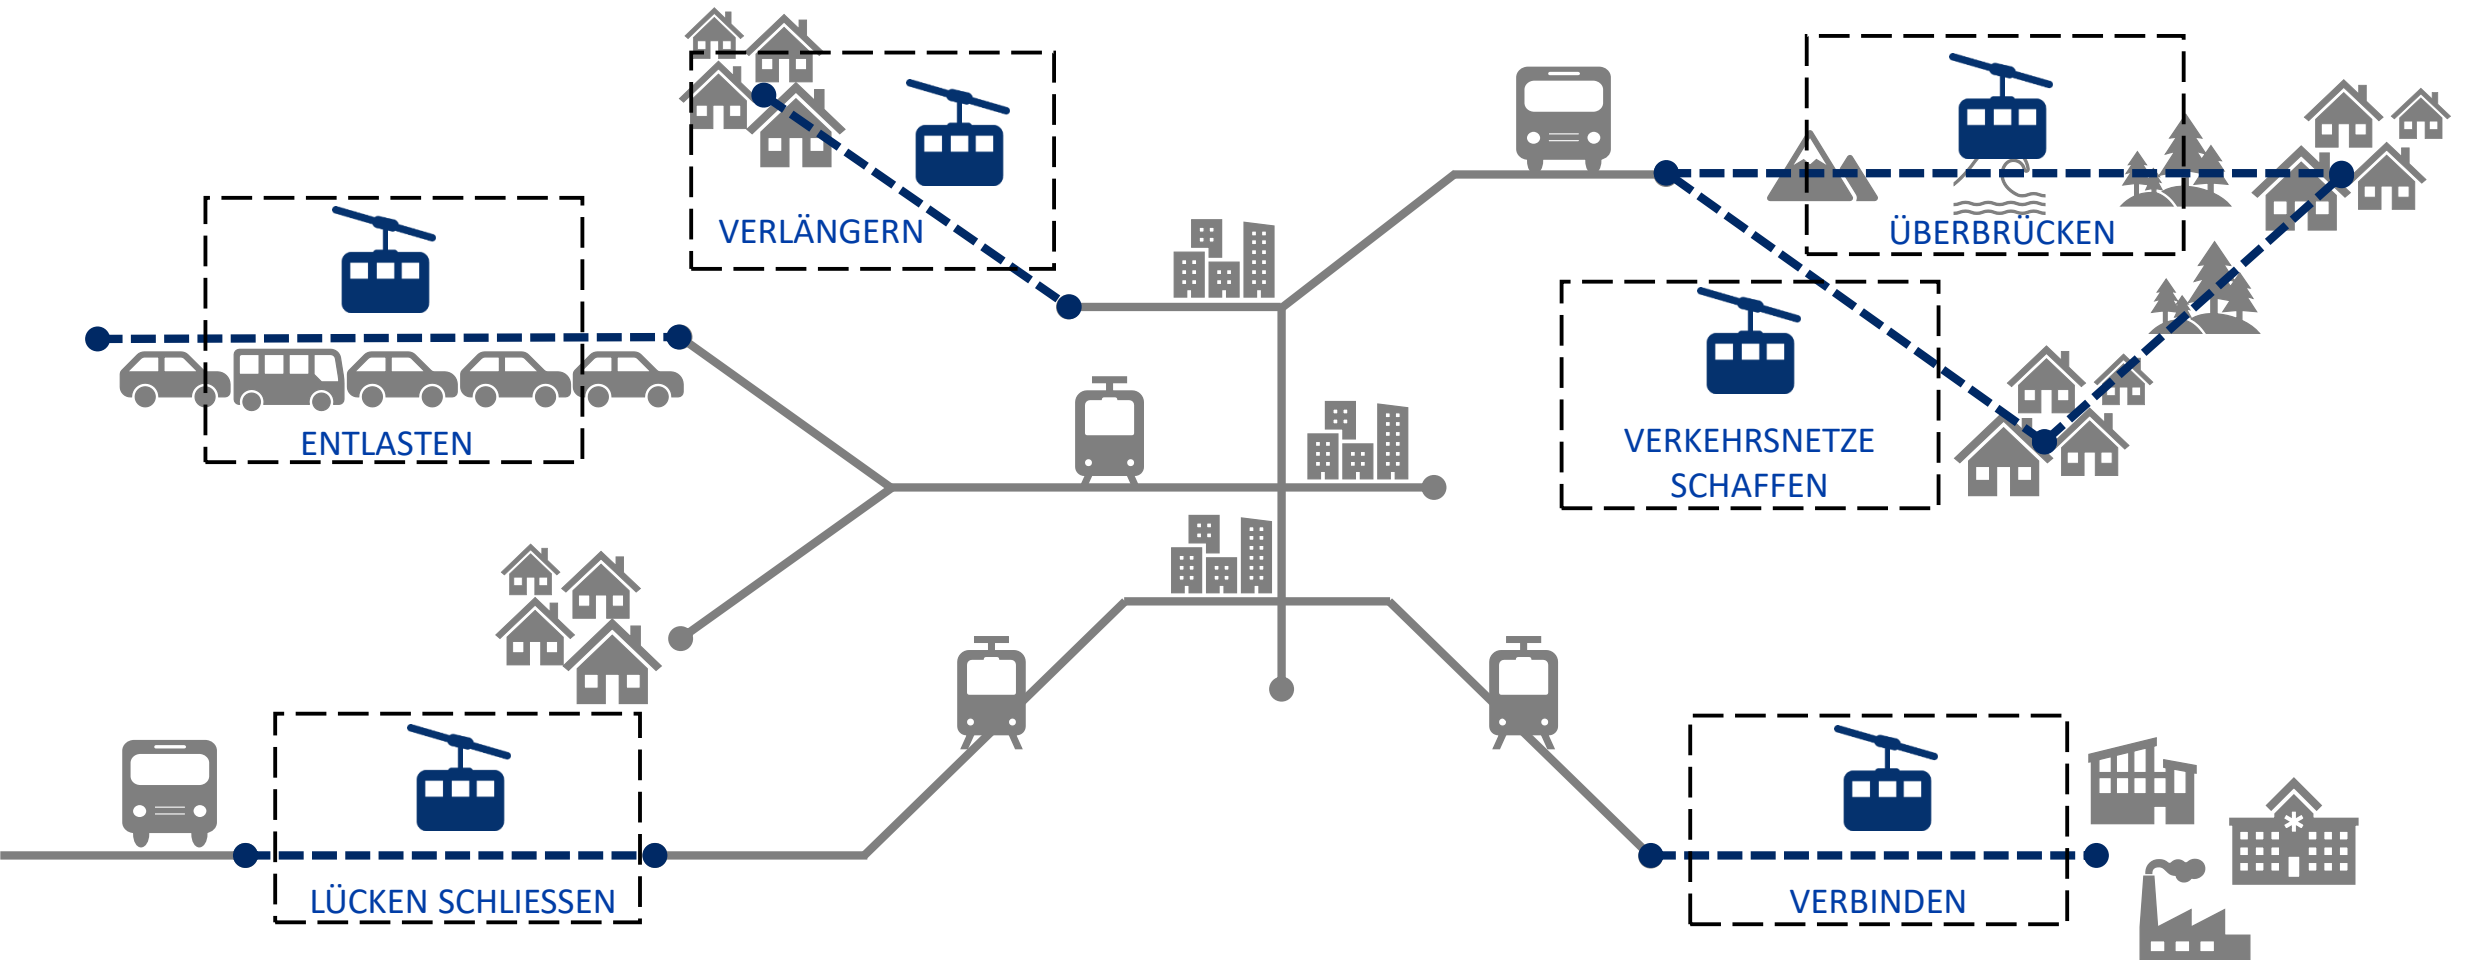 VERLÄNGERN
ÜBERBRÜCKEN
ENTLASTEN
VERKEHRSNETZE
SCHAFFEN
LÜCKEN SCHLIESSEN
VERBINDEN